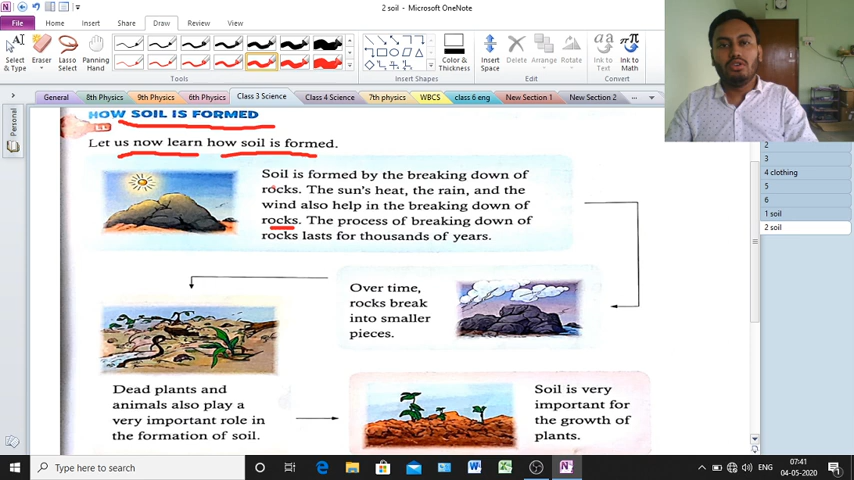 2 soil - Microsoft OneNote
File
Home
Insert
Share
Draw
Review
View
Select
& Type
Eraser
Lasso
Select
Panning
Hand
Color &
Thickness
Insert
Space
Delete
Arrange
Rotate
Ink to
Text
Ink to
Math
Tools
Insert Shapes
Edit
Convert
Personal
General
8th Physics
9th Physics
6th Physics
Class 3 Science
Class 4 Science
7th physics
WBCS
class 6 eng
New Section 1
New Section 2
2
3
4 clothing
5
6
1 soil
2 soil
HOW SOIL IS FORMED
Let us now learn how soil is formed.
Soil is formed by the breaking down of
rocks. The sun's heat, the rain, and the
wind also help in the breaking down of
rocks. The process of breaking down of
rocks lasts for thousands of years.
Over time,
rocks break
into smaller
pieces.
Dead plants and
animals also play a
very important role in
the formation of soil.
Soil is very
important for
the growth of
plants.
Type here to search
ENG
07:41
04-05-2020